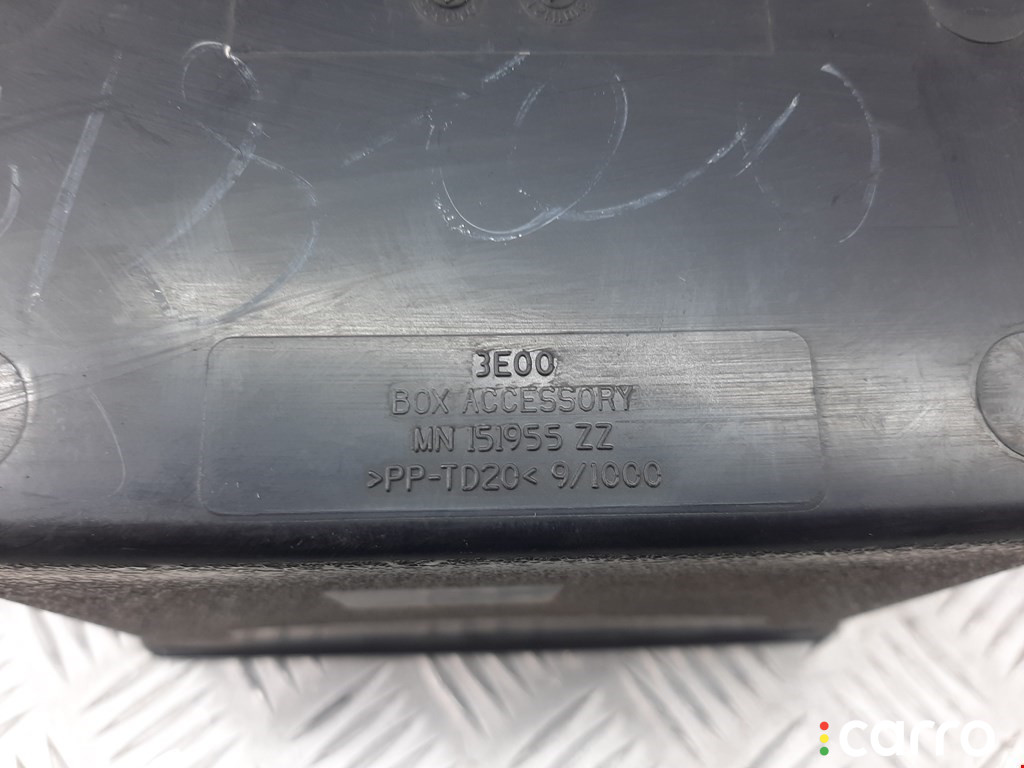 3E00
BOX ACCESSORY
MN 151955 ZZ
>PP-TD20< 9/1000
carro